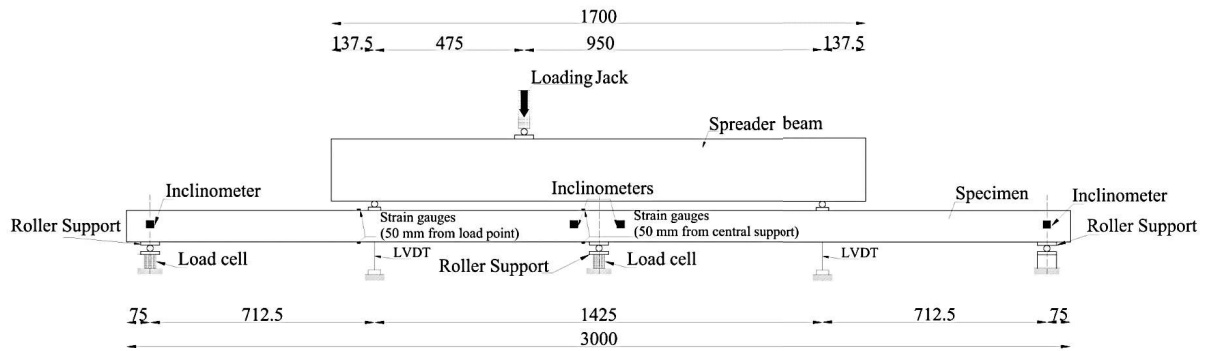 1700
137.5 475 950 137.5
Loading Jack
Spreader beam
Inclinometer
Inclinometers
Specimen
Inclinometer
Roller Support
Strain gauges
(50 mm from load point)
Strain gauges
(50 mm from central support)
Roller Support
Load cell
LVDT
Roller Support
Load cell
LVDT
75 712.5 1425 712.5 75
3000